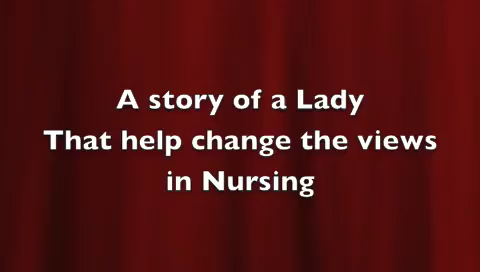 A story of a Lady
That help change the views
in Nursing